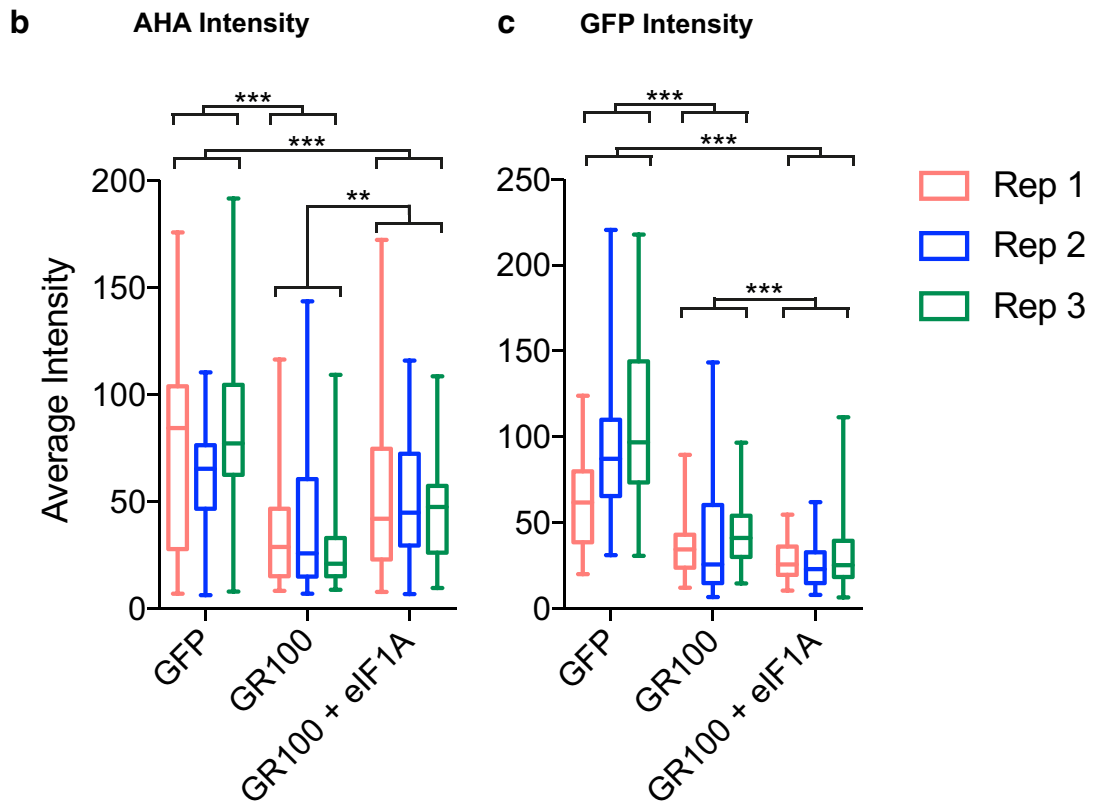 b AHA Intensity
***
***
**
Average Intensity
200
150
100
50
0
GFP
GR100
GR100 + eIF1A
c GFP Intensity
***
***
***
250
200
150
100
50
0
GFP
GR100
GR100 + eIF1A
Rep 1
Rep 2
Rep 3